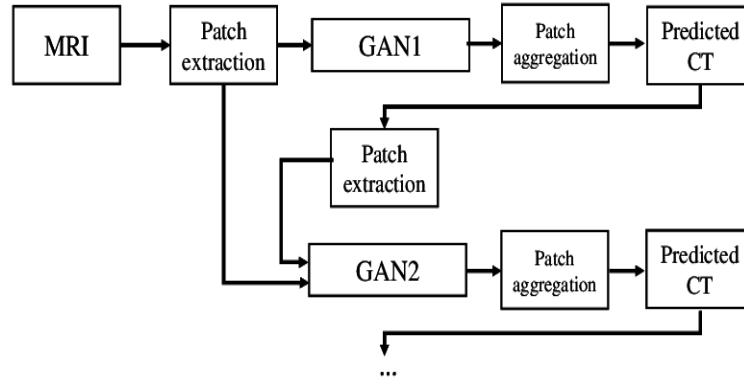 MRI
Patch
extraction
GAN1
Patch
aggregation
Predicted
CT
Patch
extraction
GAN2
Patch
aggregation
Predicted
CT
...